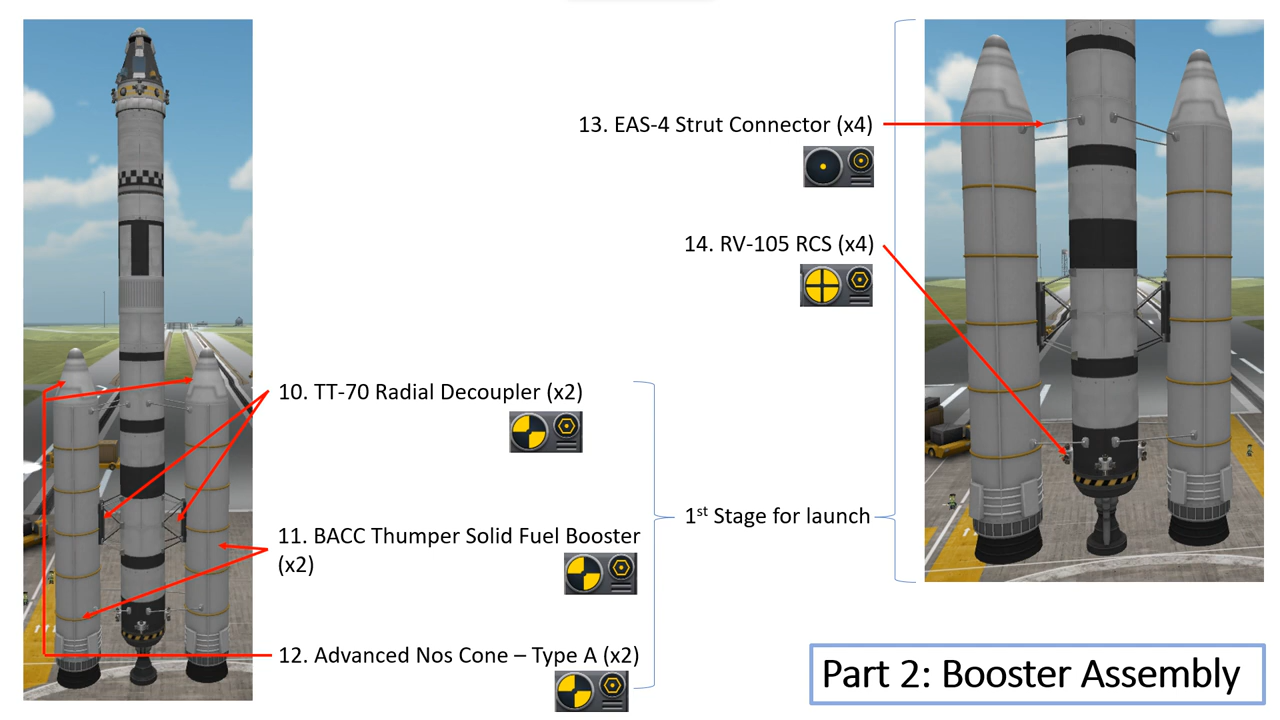 13. EAS-4 Strut Connector (x4)
14. RV-105 RCS (x4)
10. TT-70 Radial Decoupler (x2)
11. BACC Thumper Solid Fuel Booster
(x2)
1st Stage for launch
12. Advanced Nos Cone – Type A (x2)
Part 2: Booster Assembly